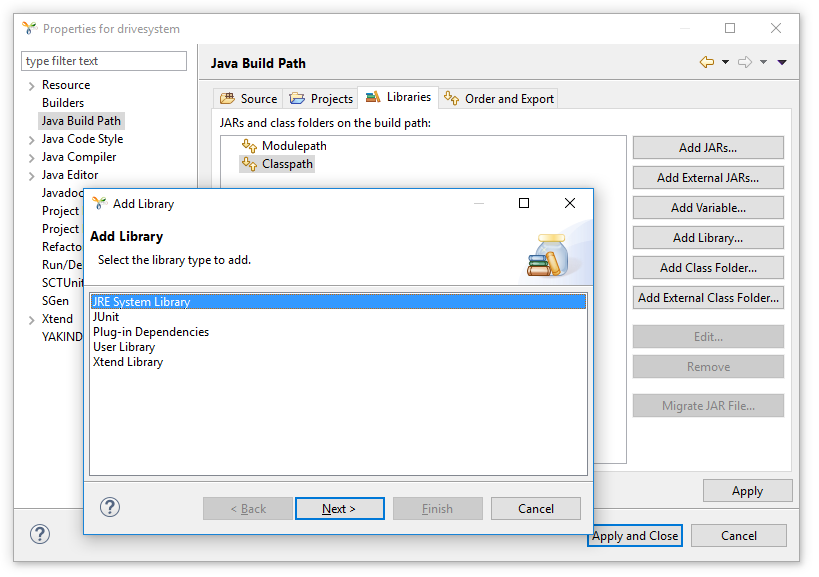 Properties for drivesystem
type filter text
Resource
Builders
Java Build Path
Java Code Style
Java Compiler
Java Editor
Javadoc
Project
Project
Refacto
Run/De
SCTUnit
SGen
Xtend
YAKIND
Java Build Path
Source
Projects
Libraries
Order and Export
JARs and class folders on the build path:
Modulepath
Classpath
Add JARs...
Add External JARs...
Add Variable...
Add Library...
Add Class Folder...
Add External Class Folder...
Edit...
Remove
Migrate JAR File...
Apply
Apply and Close
Cancel
Add Library
Add Library
Select the library type to add.
JRE System Library
JUnit
Plug-in Dependencies
User Library
Xtend Library
?
< Back
Next >
Finish
Cancel
?